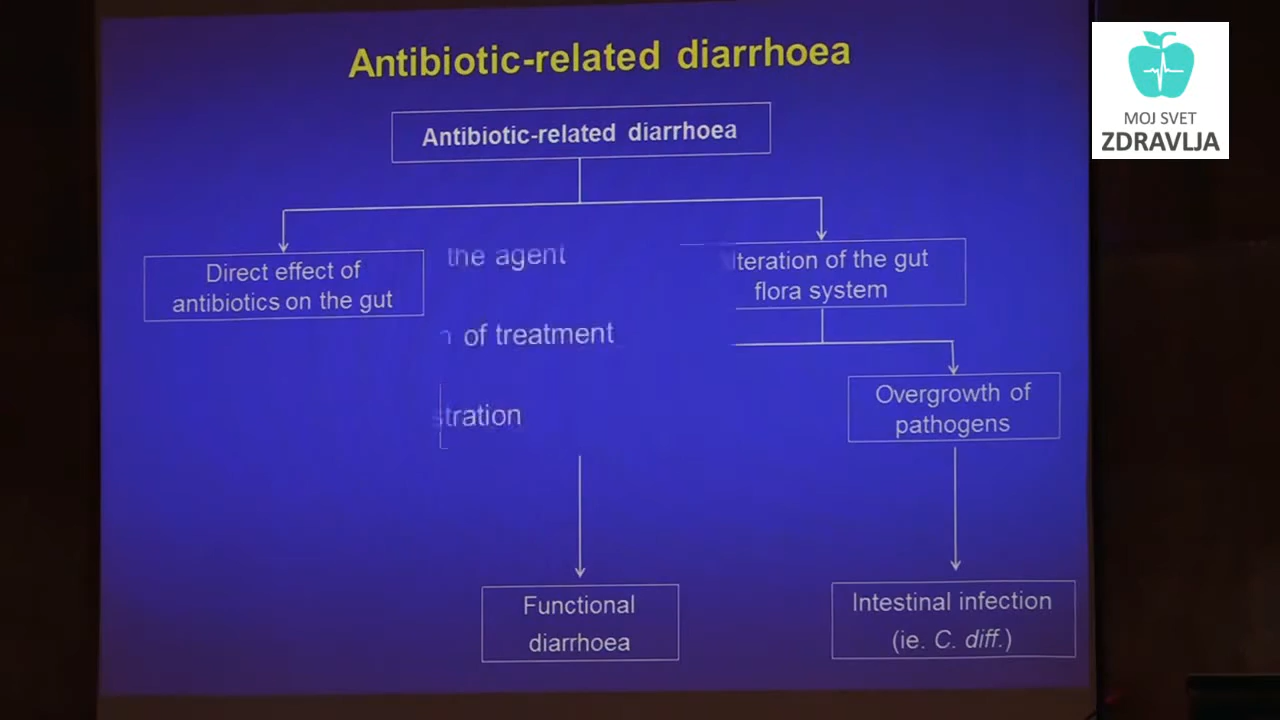 Antibiotic-related diarrhoea
MOJ SVET
ZDRAVLJA
Antibiotic-related diarrhoea
Direct effect of
antibiotics on the gut
the agent
lteration of the gut
flora system
of treatment
Overgrowth of
pathogens
stration
Functional
diarrhoea
Intestinal infection
(ie. C. diff.)